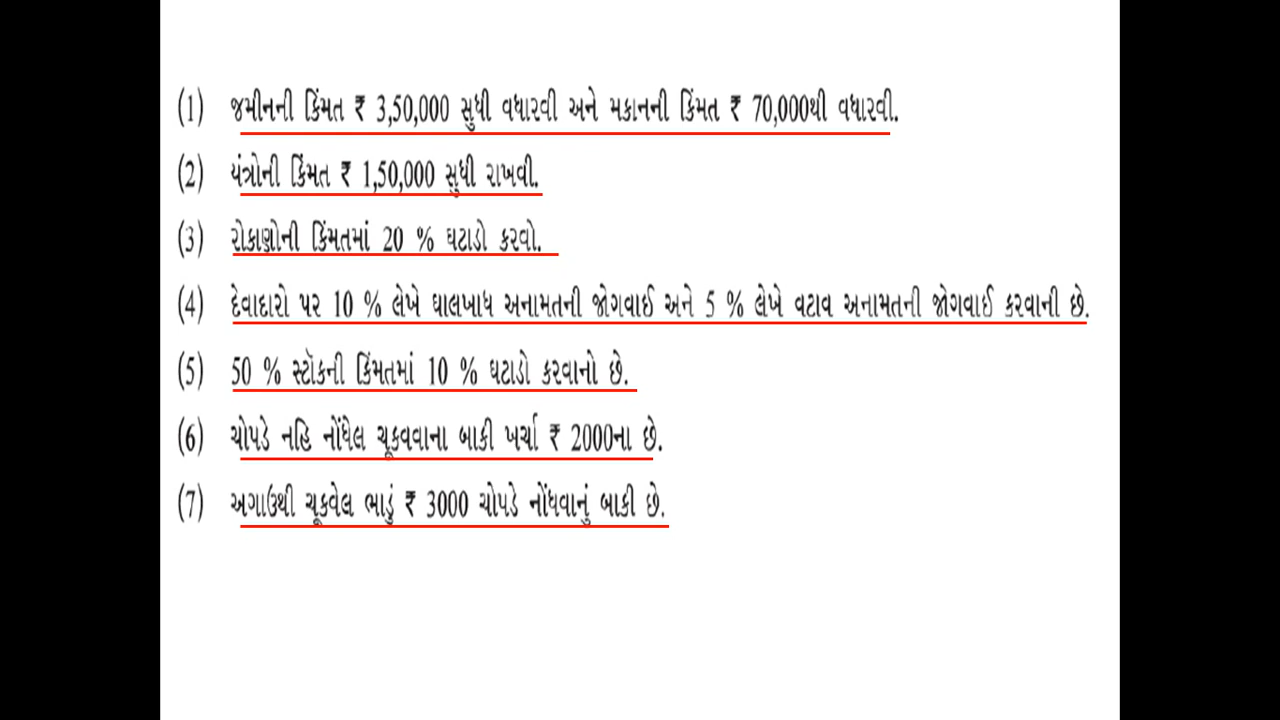 (1) જમીનની કિંમત ₹ 3,50,000 સુધી વધારવી અને મકાનની કિંમત ₹ 70,000થી વધારવી.
(2) યંત્રોની કિંમત ₹ 1,50,000 સુધી રાખવી.
(3) રોકાણોની કિંમતમાં 20 % ઘટાડો કરવો.
(4) દેવાદારો પર 10 % લેખે ઘાલખાધ અનામતની જોગવાઈ અને 5 % લેખે વટાવ અનામતની જોગવાઈ કરવાની છે.
(5) 50 % સ્ટૉકની કિંમતમાં 10 % ઘટાડો કરવાનો છે.
(6) ચોપડે નહિ નોંધેલ ચૂકવવાના બાકી ખર્ચા ₹ 2000ના છે.
(7) અગાઉથી ચૂકવેલ ભાડું ₹ 3000 ચોપડે નોંધવાનું બાકી છે.